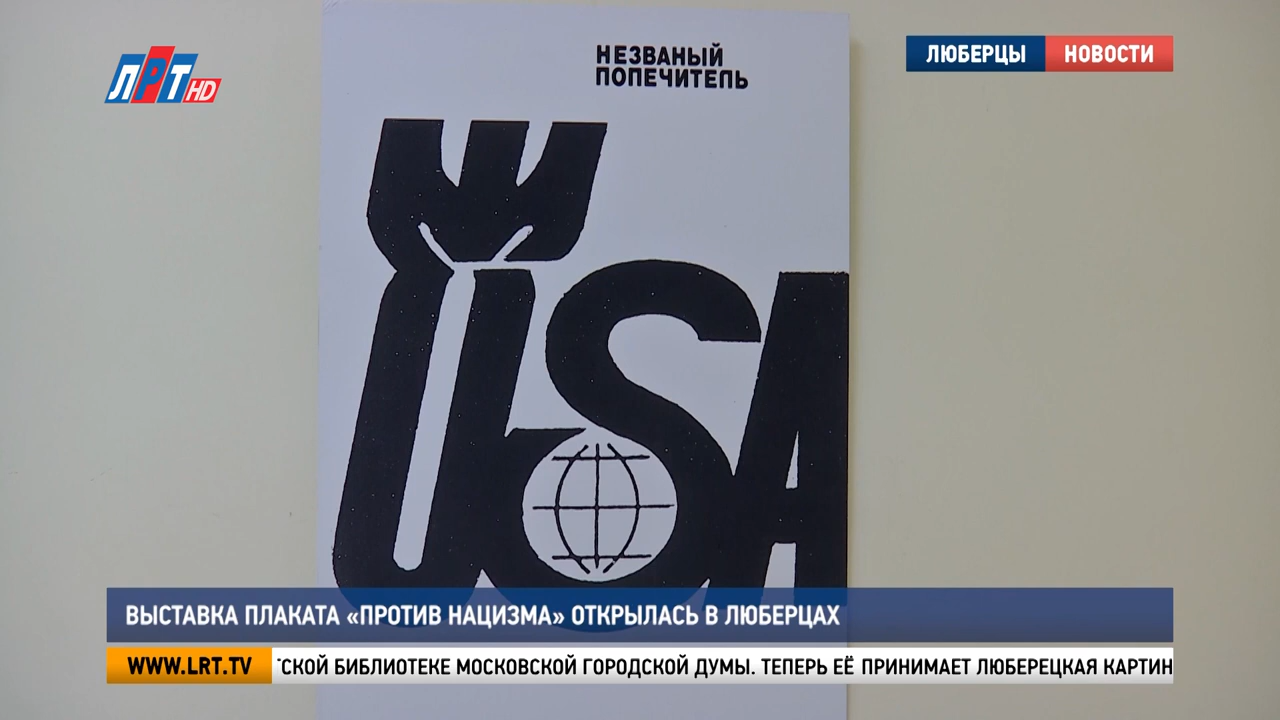 ЛРТ HD
ЛЮБЕРЦЫ НОВОСТИ
НЕЗВАНЫЙ
ПОПЕЧИТЕЛЬ
USA
ВЫСТАВКА ПЛАКАТА «ПРОТИВ НАЦИЗМА» ОТКРЫЛАСЬ В ЛЮБЕРЦАХ
WWW.LRT.TV
СКОЙ БИБЛИОТЕКЕ МОСКОВСКОЙ ГОРОДСКОЙ ДУМЫ. ТЕПЕРЬ ЕЁ ПРИНИМАЕТ ЛЮБЕРЕЦКАЯ КАРТИН